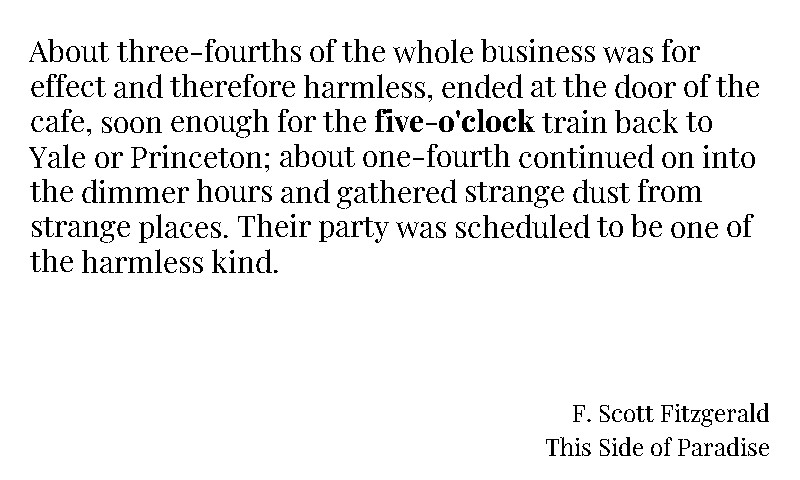 About three-fourths of the whole business was for
effect and therefore harmless, ended at the door of the
cafe, soon enough for the five-o'clock train back to
Yale or Princeton; about one-fourth continued on into
the dimmer hours and gathered strange dust from
strange places. Their party was scheduled to be one of
the harmless kind.
F. Scott Fitzgerald
This Side of Paradise